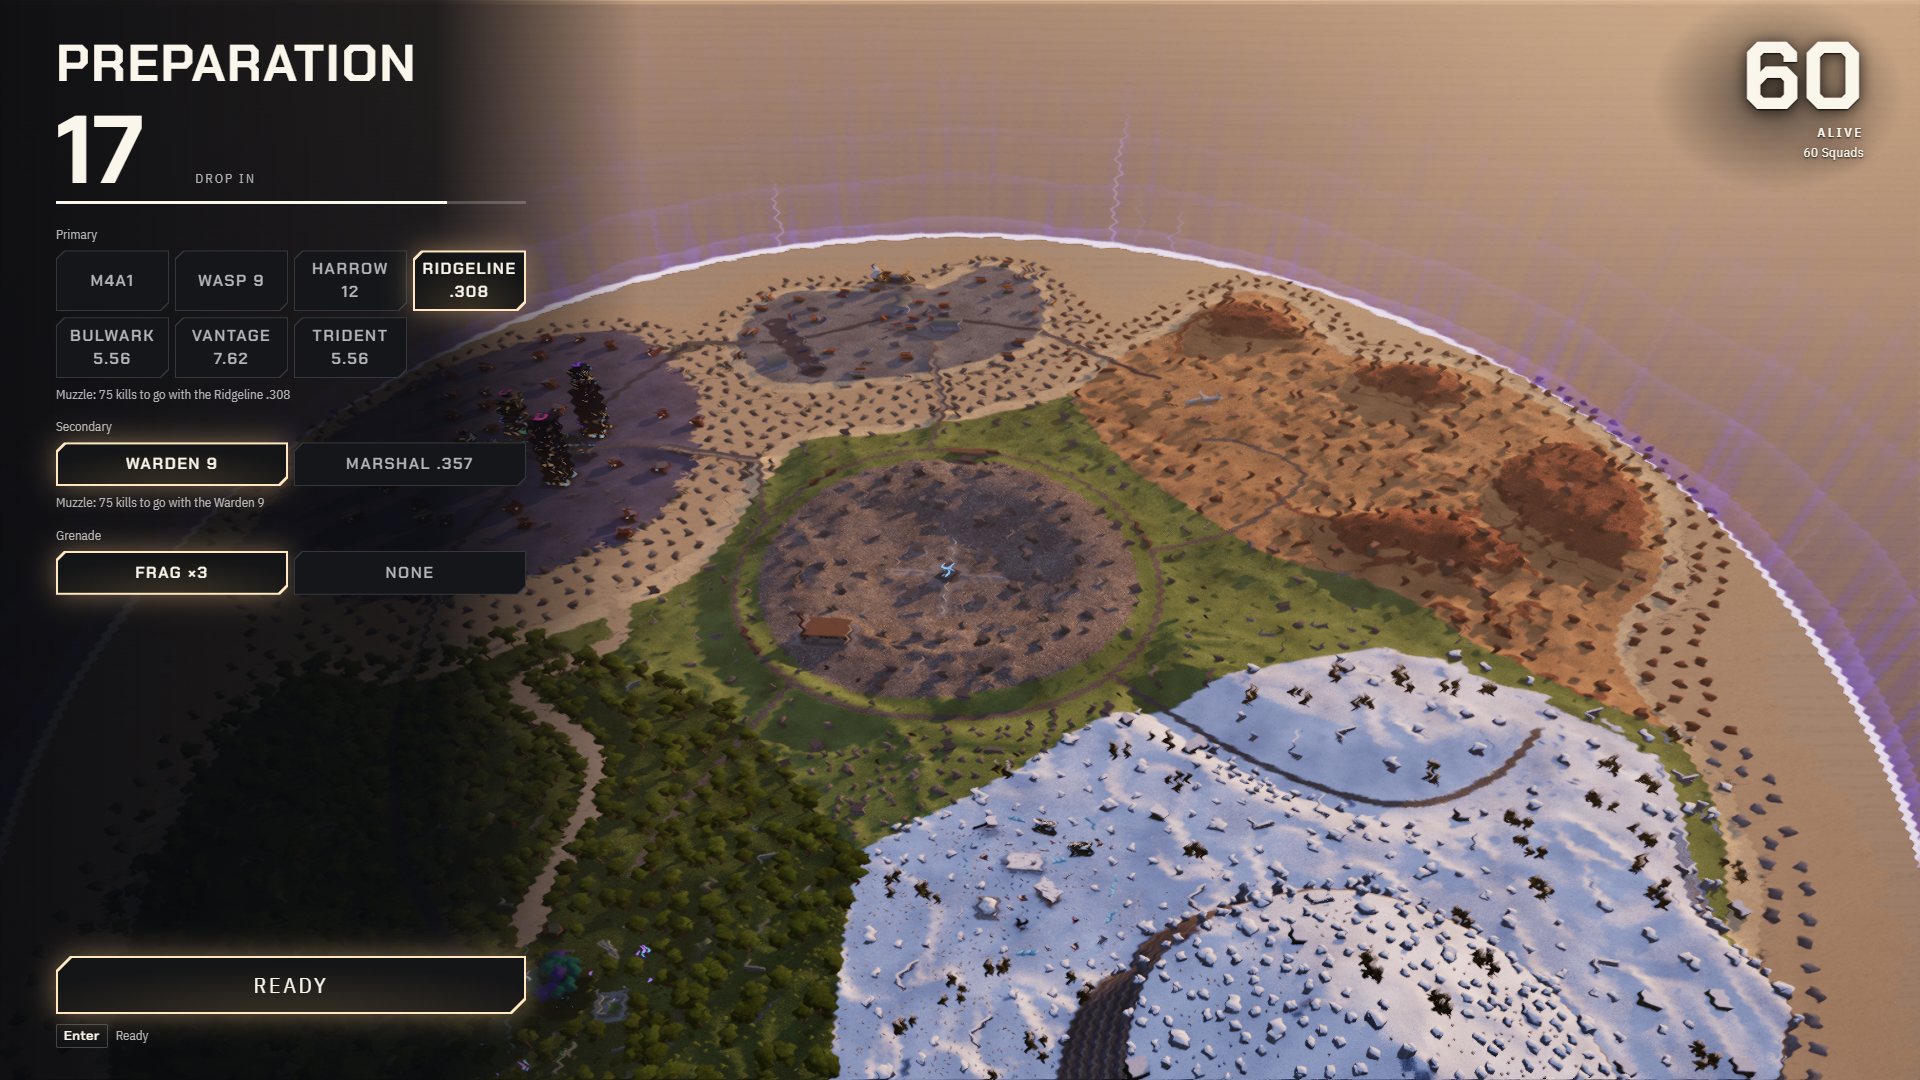 PREPARATION
17
DROP IN
60
ALIVE
60 Squads
Primary
M4A1
WASP 9
HARROW
12
RIDGELINE
.308
BULWARK
5.56
VANTAGE
7.62
TRIDENT
5.56
Muzzle: 75 kills to go with the Ridgeline .308
Secondary
WARDEN 9
MARSHAL .357
Muzzle: 75 kills to go with the Warden 9
Grenade
FRAG ×3
NONE
READY
Enter Ready